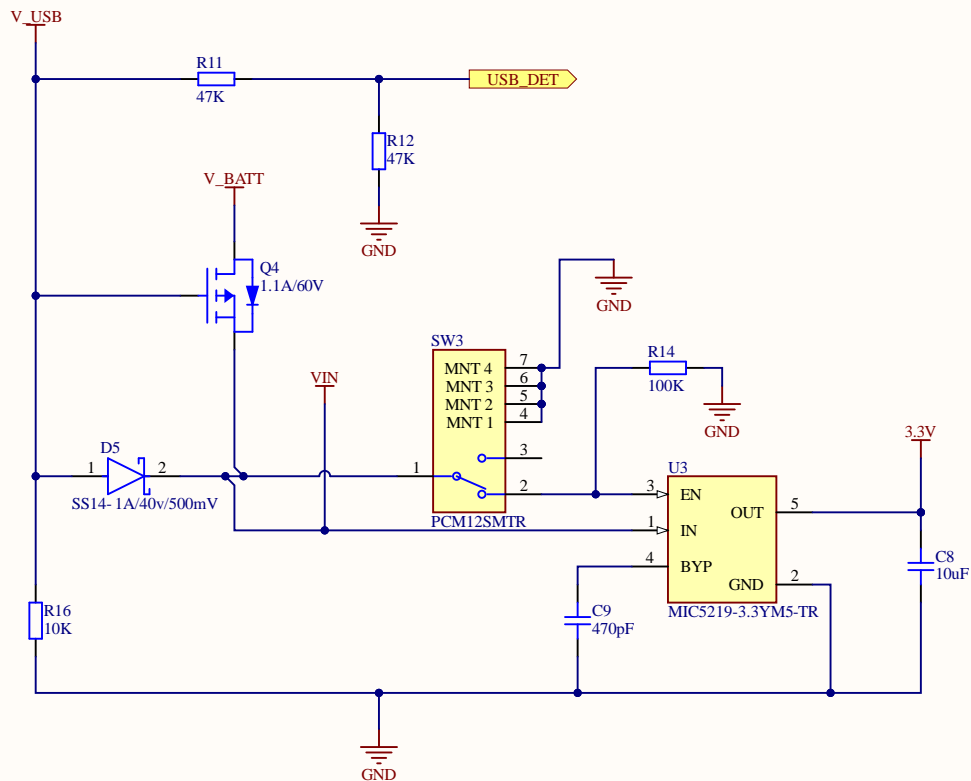 V_USB
R11
47K
USB_DET
R12
47K
GND
V_BATT
Q4
1.1A/60V
GND
SW3
MNT 4 7
MNT 3 6
MNT 2 5
MNT 1 4
3
1
2
PCM12SMTR
R14
100K
GND
VIN
D5
1 2
SS14- 1A/40v/500mV
3.3V
U3
3 EN
1 IN
4 BYP
OUT 5
GND 2
MIC5219-3.3YM5-TR
C8
10uF
C9
470pF
R16
10K
GND